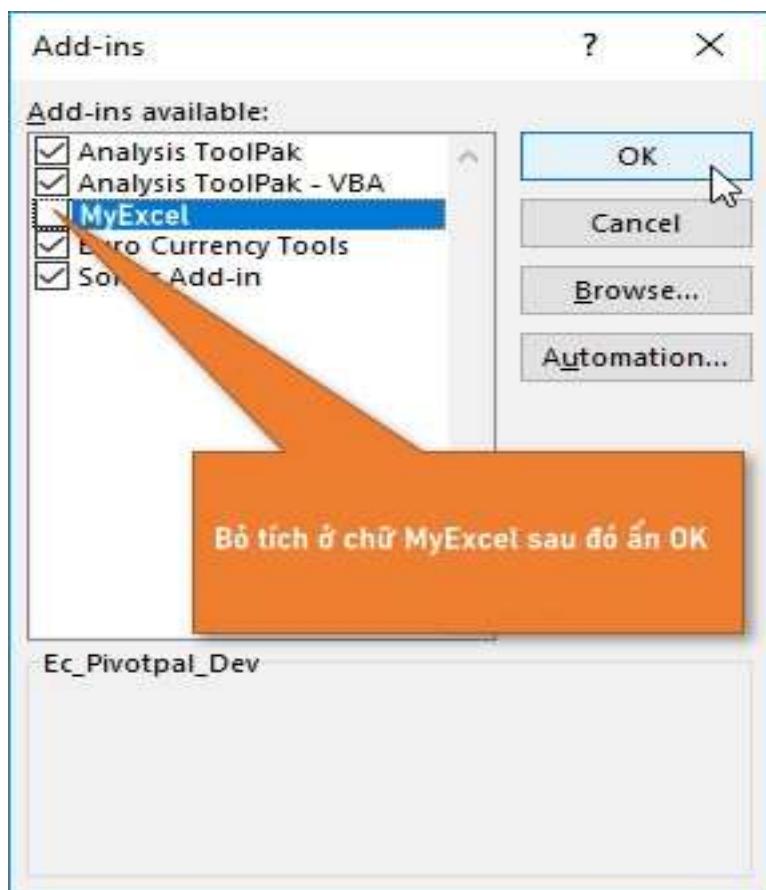 Add-ins
Add-ins available:
Analysis ToolPak
OK
Analysis ToolPak - VBA
MyExcel
Cancel
Euro Currency Tools
Add-in
Browse...
Automation...
Bỏ tích ở chữ MyExcel sau đó ấn OK
Ec_Pivotpal_Dev